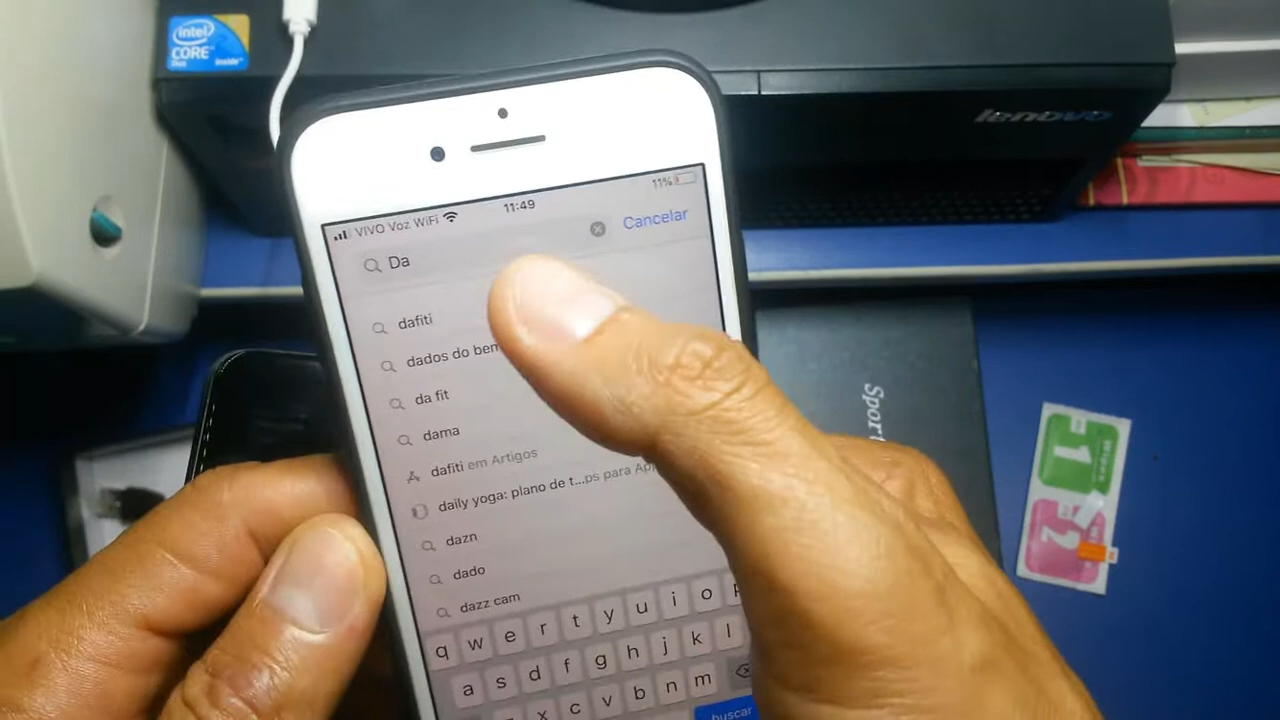 intel
CORE
Duo inside
lenovo
VIVO Voz WiFi 11:49 11%
Da Cancelar
dafiti
dados do bem
da fit
dama
dafiti em Artigos
daily yoga: plano de t...ps para
dazn
dado
dazz cam
q w e r t y u i o p
a s d f g h j k l
x c v b n m
buscar
Sport
1
2